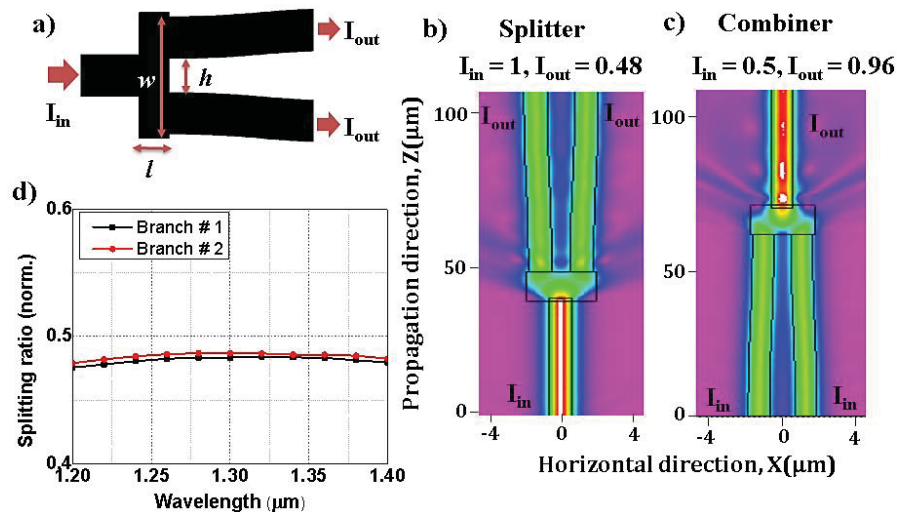 a)
I_in
w
h
l
I_out
I_out
b) Splitter
I_in = 1, I_out = 0.48
I_out
I_out
I_in
Propagation direction, Z(μm)
100
50
0
-4 0 4
c) Combiner
I_in = 0.5, I_out = 0.96
I_out
I_in
I_in
100
50
0
-4 0 4
Horizontal direction, X(μm)
d)
Branch # 1
Branch # 2
Splitting ratio (norm.)
0.6
0.5
0.4
1.20 1.25 1.30 1.35 1.40
Wavelength (μm)